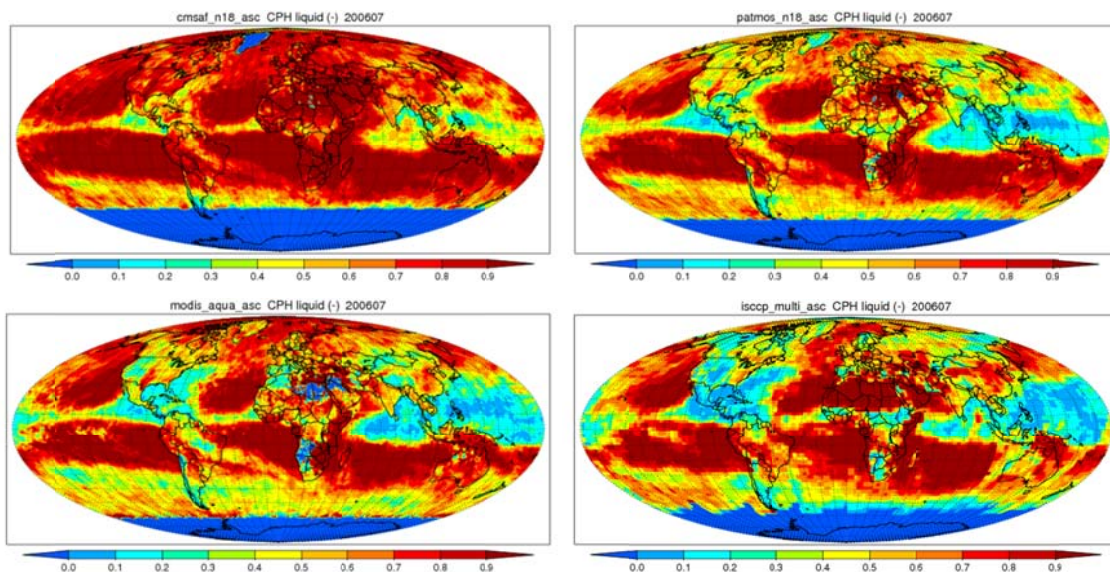 cmsaf_n18_asc CPH liquid (-) 200607
patmos_n18_asc CPH liquid (-) 200607
0.0 0.1 0.2 0.3 0.4 0.5 0.6 0.7 0.8 0.9
0.0 0.1 0.2 0.3 0.4 0.5 0.6 0.7 0.8 0.9
modis_aqua_asc CPH liquid (-) 200607
isccp_multi_asc CPH liquid (-) 200607
0.0 0.1 0.2 0.3 0.4 0.5 0.6 0.7 0.8 0.9
0.0 0.1 0.2 0.3 0.4 0.5 0.6 0.7 0.8 0.9